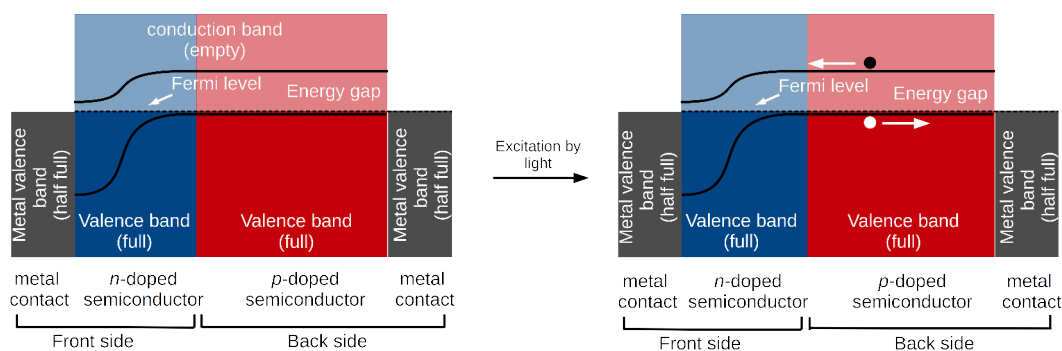 conduction band
(empty)
Fermi level
Energy gap
Metal valence
band
(half full)
Valence band
(full)
Valence band
(full)
Metal valence
band
(half full)
metal
contact
n-doped
semiconductor
p-doped
semiconductor
metal
contact
Front side
Back side
Excitation by
light
Fermi level
Energy gap
Metal valence
band
(half full)
Valence band
(full)
Valence band
(full)
Metal valence
band
(half full)
metal
contact
n-doped
semiconductor
p-doped
semiconductor
metal
contact
Front side
Back side